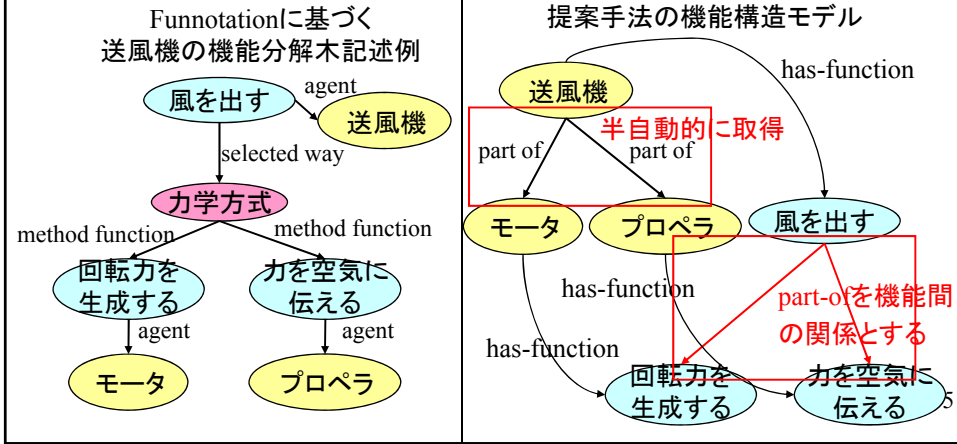 Funnotationに基づく
送風機の機能分解木記述例
風を出す
agent
送風機
selected way
力学方式
method function
method function
回転力を
生成する
力を空気に
伝える
agent
agent
モータ
プロペラ
提案手法の機能構造モデル
送風機
has-function
半自動的に取得
part of
part of
モータ
プロペラ
風を出す
has-function
part-ofを機能間
の関係とする
has-function
回転力を
生成する
力を空気に
伝える
5